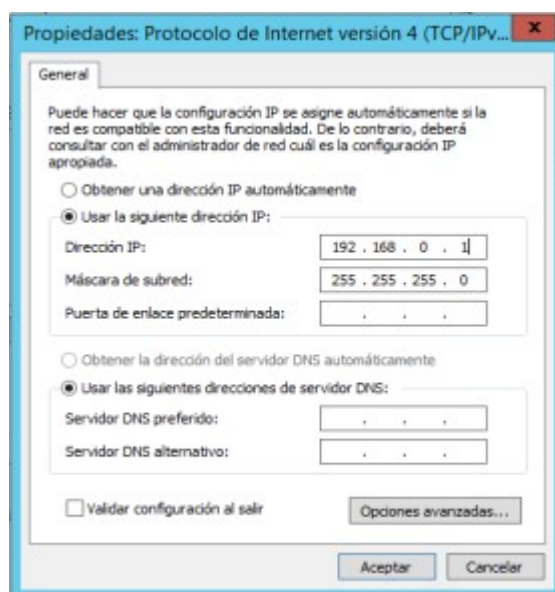 Propiedades: Protocolo de Internet versión 4 (TCP/IPv...
x
General
Puede hacer que la configuración IP se asigne automáticamente si la
red es compatible con esta funcionalidad. De lo contrario, deberá
consultar con el administrador de red cuál es la configuración IP
apropiada.
Obtener una dirección IP automáticamente
Usar la siguiente dirección IP:
Dirección IP: 192 . 168 . 0 . 1
Máscara de subred: 255 . 255 . 255 . 0
Puerta de enlace predeterminada: . . .
Obtener la dirección del servidor DNS automáticamente
Usar las siguientes direcciones de servidor DNS:
Servidor DNS preferido: . . .
Servidor DNS alternativo: . . .
Validar configuración al salir
Opciones avanzadas...
Aceptar
Cancelar